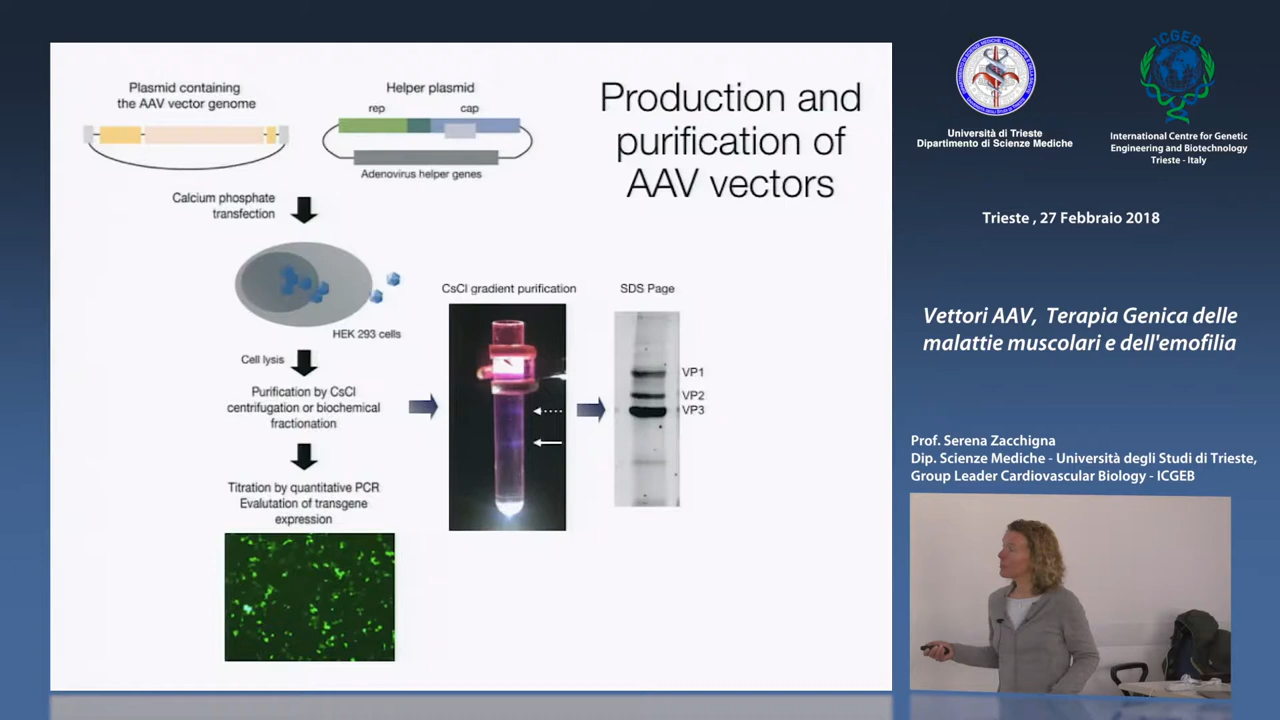 Plasmid containing
the AAV vector genome
Helper plasmid
rep
cap
Adenovirus helper genes
Production and
purification of
AAV vectors
Calcium phosphate
transfection
HEK 293 cells
Cell lysis
Purification by CsCl
centrifugation or biochemical
fractionation
Titration by quantitative PCR
Evalutation of transgene
expression
CsCl gradient purification
SDS Page
VP1
VP2
VP3
Università di Trieste
Dipartimento di Scienze Mediche
ICGEB
International Centre for Genetic
Engineering and Biotechnology
Trieste - Italy
Trieste , 27 Febbraio 2018
Vettori AAV, Terapia Genica delle
malattie muscolari e dell'emofilia
Prof. Serena Zacchigna
Dip. Scienze Mediche - Università degli Studi di Trieste,
Group Leader Cardiovascular Biology - ICGEB